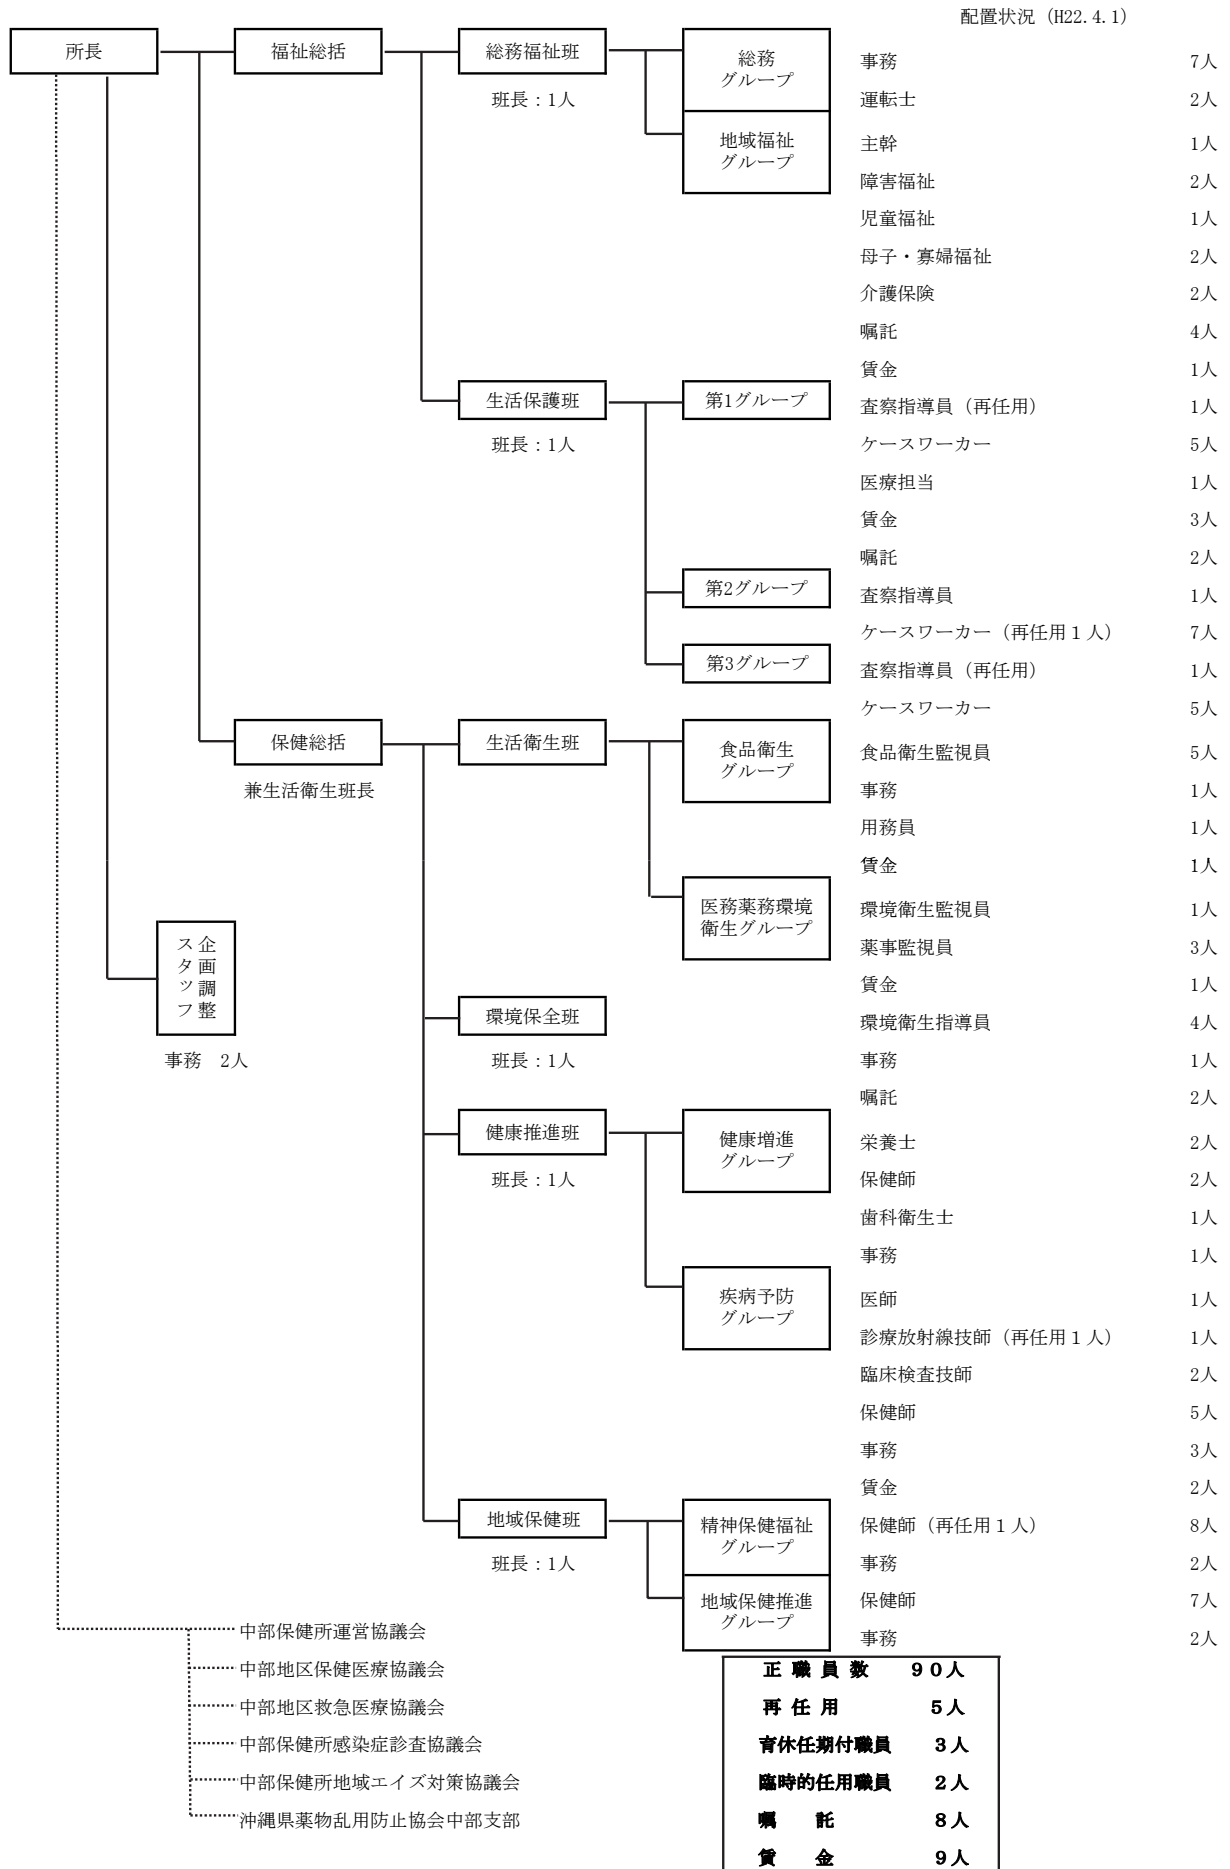 配置状況（H22.4.1）
所長
福祉総括
総務福祉班
班長：1人
総務
グループ
事務 7人
運転士 2人
地域福祉
グループ
主幹 1人
障害福祉 2人
児童福祉 1人
母子・寡婦福祉 2人
介護保険 2人
嘱託 4人
賃金 1人
生活保護班
班長：1人
第1グループ
査察指導員（再任用） 1人
ケースワーカー 5人
医療担当 1人
賃金 3人
嘱託 2人
第2グループ
査察指導員 1人
ケースワーカー（再任用１人） 7人
第3グループ
査察指導員（再任用） 1人
ケースワーカー 5人
保健総括
兼生活衛生班長
生活衛生班
食品衛生
グループ
食品衛生監視員 5人
事務 1人
用務員 1人
賃金 1人
医務薬務環境
衛生グループ
環境衛生監視員 1人
薬事監視員 3人
賃金 1人
企画調整
スタッフ
事務　2人
環境保全班
班長：1人
環境衛生指導員 4人
事務 1人
嘱託 2人
健康推進班
班長：1人
健康増進
グループ
栄養士 2人
保健師 2人
歯科衛生士 1人
事務 1人
疾病予防
グループ
医師 1人
診療放射線技師（再任用１人） 1人
臨床検査技師 2人
保健師 5人
事務 3人
賃金 2人
地域保健班
班長：1人
精神保健福祉
グループ
保健師（再任用１人） 8人
事務 2人
地域保健推進
グループ
保健師 7人
事務 2人
中部保健所運営協議会
中部地区保健医療協議会
中部地区救急医療協議会
中部保健所感染症診査協議会
中部保健所地域エイズ対策協議会
沖縄県薬物乱用防止協会中部支部
正職員数　９０人
再任用　５人
育休任期付職員　３人
臨時的任用職員　２人
嘱託　８人
賃金　９人